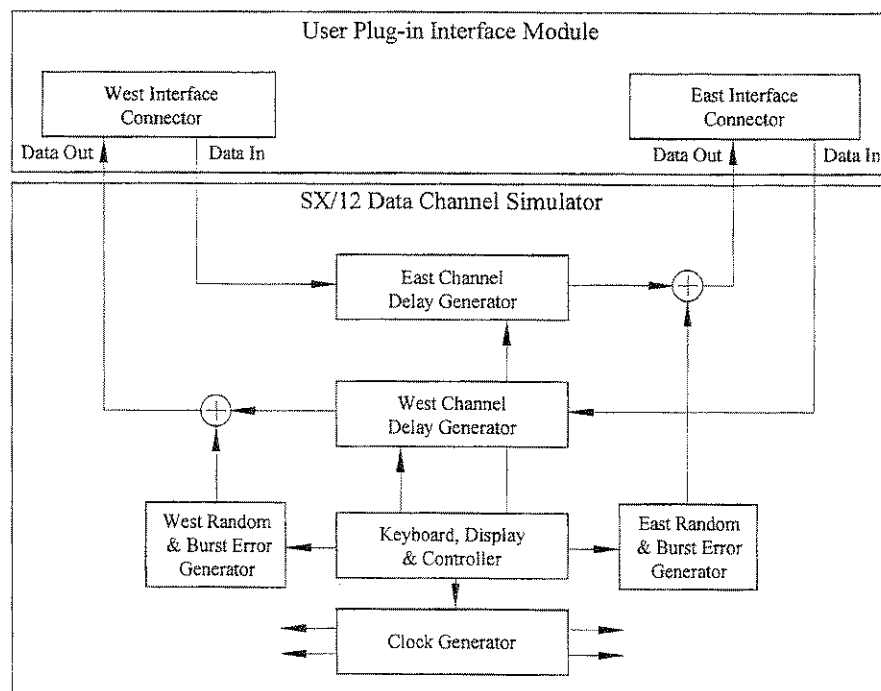 User Plug-in Interface Module
West Interface
Connector
East Interface
Connector
Data Out
Data In
Data Out
Data In
SX/12 Data Channel Simulator
East Channel
Delay Generator
West Channel
Delay Generator
West Random
& Burst Error
Generator
Keyboard, Display
& Controller
East Random
& Burst Error
Generator
Clock Generator